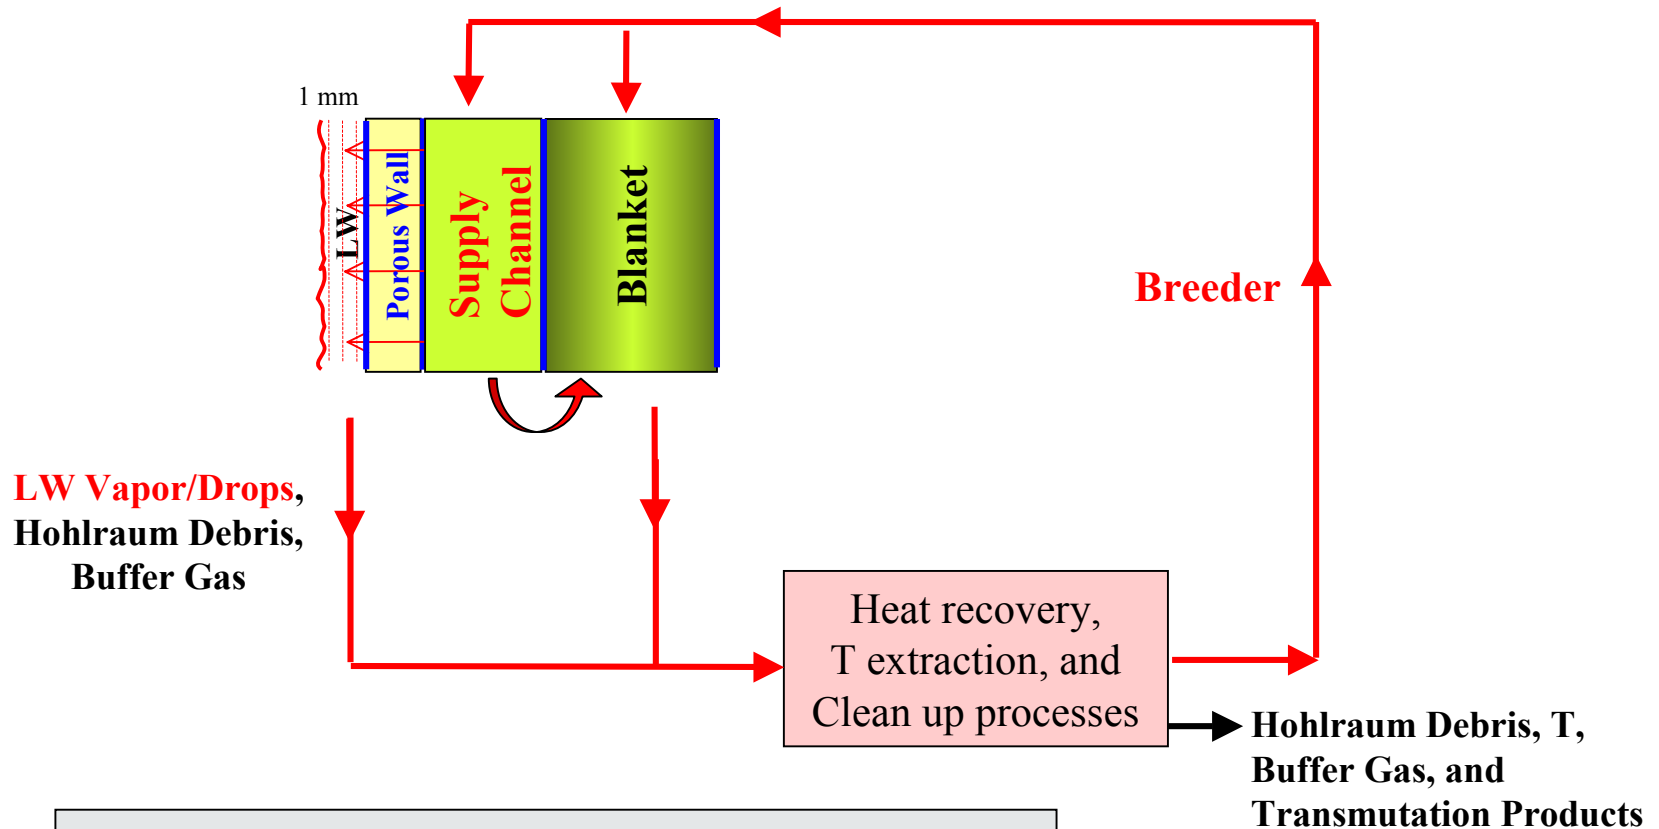 1 mm
LW
Porous Wall
Supply
Channel
Blanket
Breeder
LW Vapor/Drops,
Hohlraum Debris,
Buffer Gas
Heat recovery,
T extraction, and
Clean up processes
Hohlraum Debris, T,
Buffer Gas, and
Transmutation Products